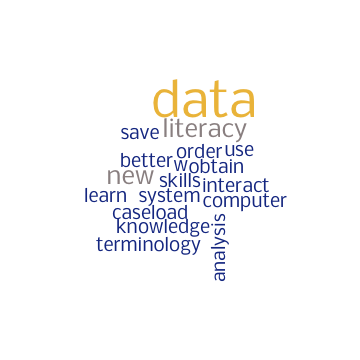 data
save literacy
order use
better w obtain
new skills interact
learn system computer
caseload
knowledge
terminology
analysis